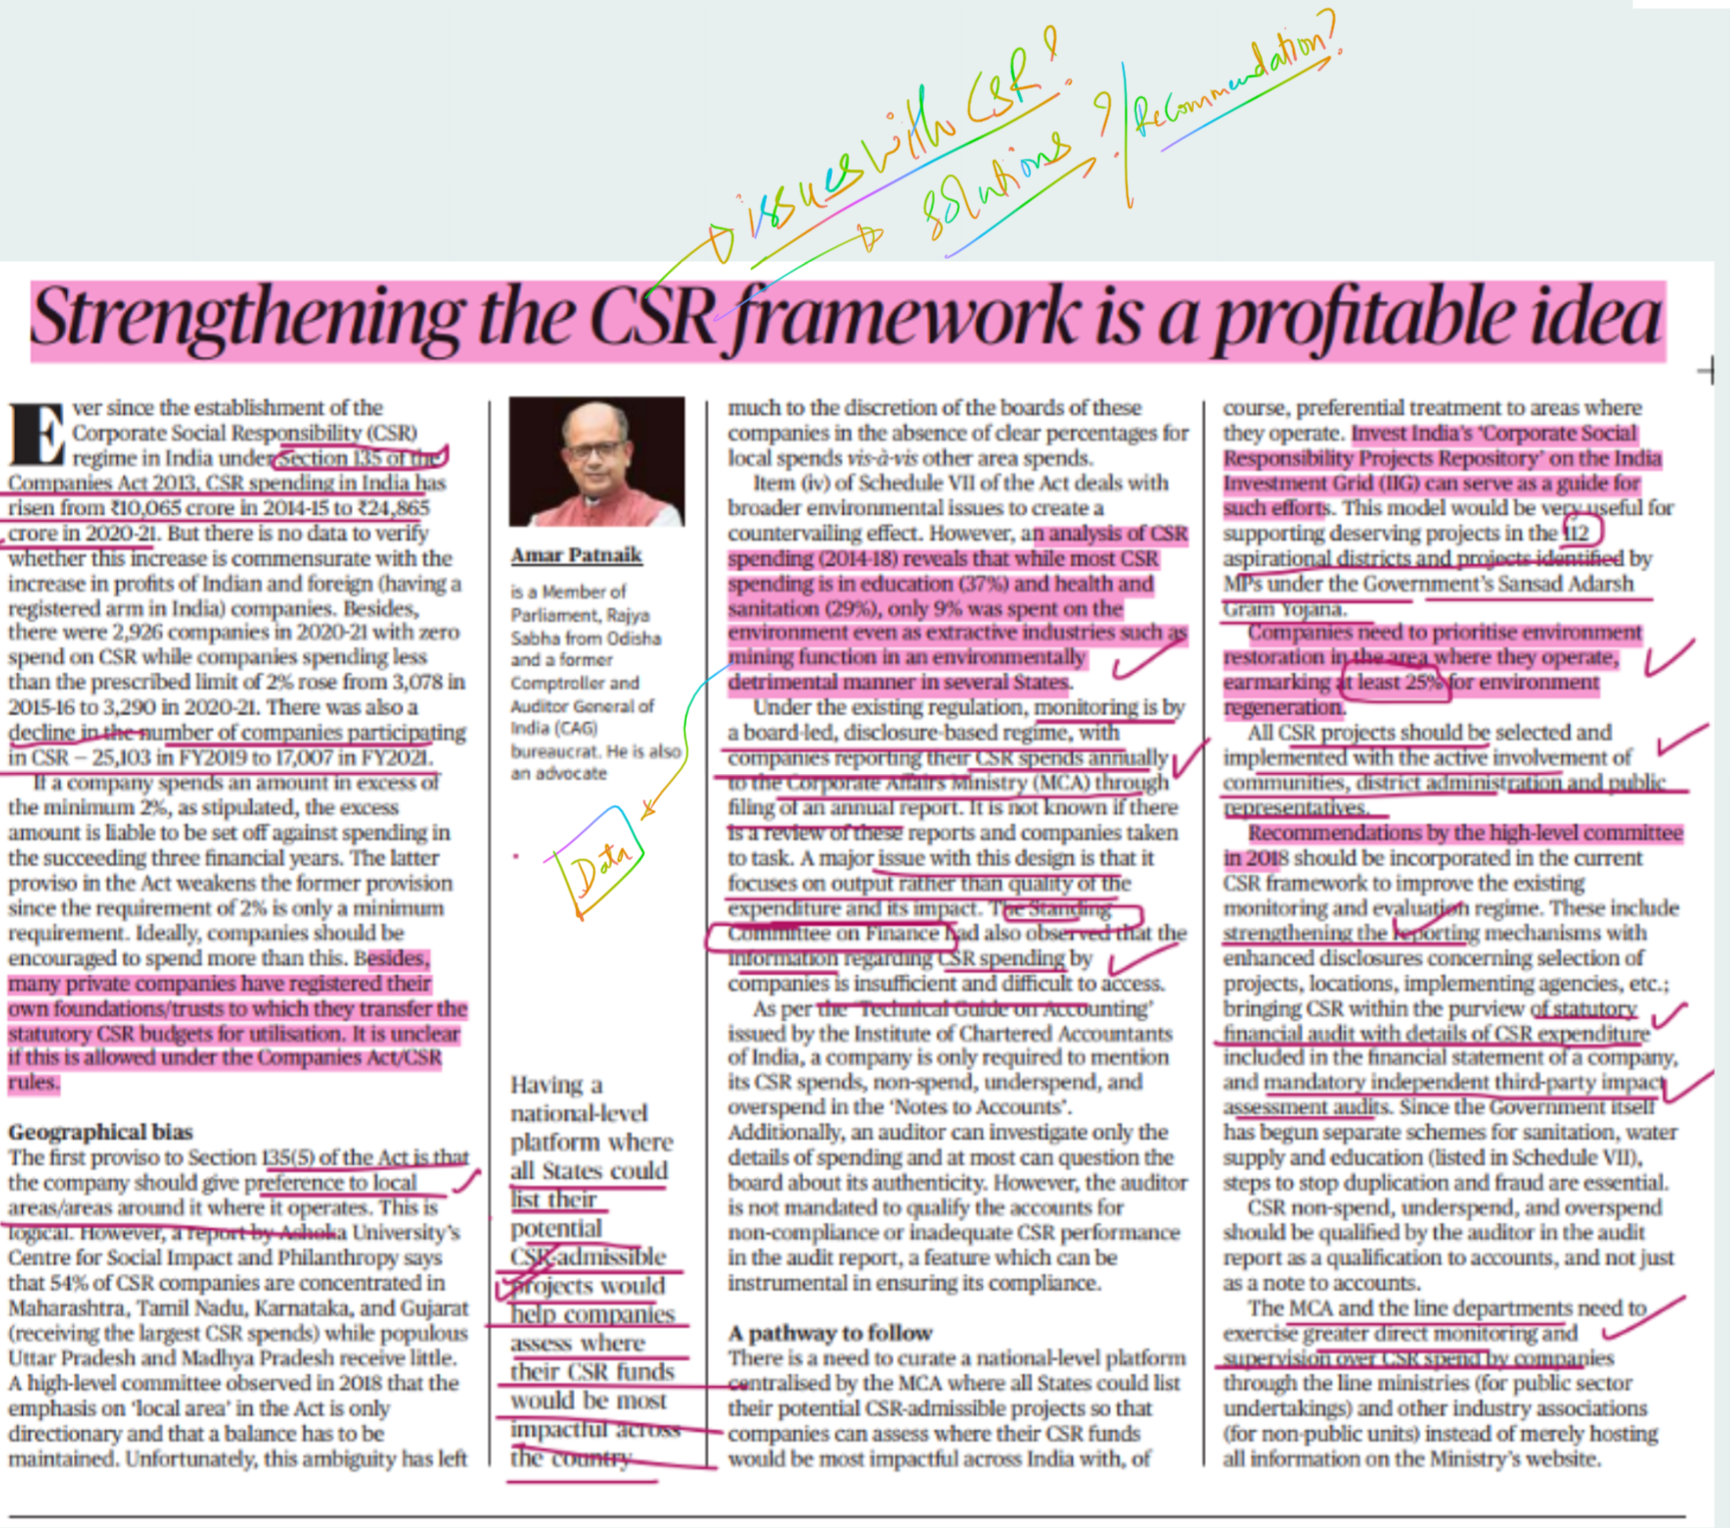 issues with CSR?
solutions? / Recommendation?
Strengthening the CSR framework is a profitable idea
Ever since the establishment of the
Corporate Social Responsibility (CSR)
regime in India under Section 135 of the
Companies Act 2013, CSR spending in India has
risen from ₹10,065 crore in 2014-15 to ₹24,865
crore in 2020-21. But there is no data to verify
whether this increase is commensurate with the
increase in profits of Indian and foreign (having a
registered arm in India) companies. Besides,
there were 2,926 companies in 2020-21 with zero
spend on CSR while companies spending less
than the prescribed limit of 2% rose from 3,078 in
2015-16 to 3,290 in 2020-21. There was also a
decline in the number of companies participating
in CSR – 25,103 in FY2019 to 17,007 in FY2021.
If a company spends an amount in excess of
the minimum 2%, as stipulated, the excess
amount is liable to be set off against spending in
the succeeding three financial years. The latter
proviso in the Act weakens the former provision
since the requirement of 2% is only a minimum
requirement. Ideally, companies should be
encouraged to spend more than this. Besides,
many private companies have registered their
own foundations/trusts to which they transfer the
statutory CSR budgets for utilisation. It is unclear
if this is allowed under the Companies Act/CSR
rules.
Geographical bias
The first proviso to Section 135(5) of the Act is that
the company should give preference to local
areas/areas around it where it operates. This is
logical. However, a report by Ashoka University's
Centre for Social Impact and Philanthropy says
that 54% of CSR companies are concentrated in
Maharashtra, Tamil Nadu, Karnataka, and Gujarat
(receiving the largest CSR spends) while populous
Uttar Pradesh and Madhya Pradesh receive little.
A high-level committee observed in 2018 that the
emphasis on 'local area' in the Act is only
directionary and that a balance has to be
maintained. Unfortunately, this ambiguity has left
Amar Patnaik
is a Member of
Parliament, Rajya
Sabha from Odisha
and a former
Comptroller and
Auditor General of
India (CAG)
bureaucrat. He is also
an advocate
Data
Having a
national-level
platform where
all States could
list their
potential
CSR-admissible
projects would
help companies
assess where
their CSR funds
would be most
impactful across
the country
much to the discretion of the boards of these
companies in the absence of clear percentages for
local spends vis-à-vis other area spends.
Item (iv) of Schedule VII of the Act deals with
broader environmental issues to create a
countervailing effect. However, an analysis of CSR
spending (2014-18) reveals that while most CSR
spending is in education (37%) and health and
sanitation (29%), only 9% was spent on the
environment even as extractive industries such as
mining function in an environmentally
detrimental manner in several States.
Under the existing regulation, monitoring is by
a board-led, disclosure-based regime, with
companies reporting their CSR spends annually
to the Corporate Affairs Ministry (MCA) through
filing of an annual report. It is not known if there
is a review of these reports and companies taken
to task. A major issue with this design is that it
focuses on output rather than quality of the
expenditure and its impact. The Standing
Committee on Finance had also observed that the
information regarding CSR spending by
companies is insufficient and difficult to access.
As per the 'Technical Guide on Accounting'
issued by the Institute of Chartered Accountants
of India, a company is only required to mention
its CSR spends, non-spend, underspend, and
overspend in the 'Notes to Accounts'.
Additionally, an auditor can investigate only the
details of spending and at most can question the
board about its authenticity. However, the auditor
is not mandated to qualify the accounts for
non-compliance or inadequate CSR performance
in the audit report, a feature which can be
instrumental in ensuring its compliance.
A pathway to follow
There is a need to curate a national-level platform
centralised by the MCA where all States could list
their potential CSR-admissible projects so that
companies can assess where their CSR funds
would be most impactful across India with, of
course, preferential treatment to areas where
they operate. Invest India's 'Corporate Social
Responsibility Projects Repository' on the India
Investment Grid (IIG) can serve as a guide for
such efforts. This model would be very useful for
supporting deserving projects in the 112
aspirational districts and projects identified by
MPs under the Government's Sansad Adarsh
Gram Yojana.
Companies need to prioritise environment
restoration in the area where they operate,
earmarking at least 25% for environment
regeneration.
All CSR projects should be selected and
implemented with the active involvement of
communities, district administration and public
representatives.
Recommendations by the high-level committee
in 2018 should be incorporated in the current
CSR framework to improve the existing
monitoring and evaluation regime. These include
strengthening the reporting mechanisms with
enhanced disclosures concerning selection of
projects, locations, implementing agencies, etc.;
bringing CSR within the purview of statutory
financial audit with details of CSR expenditure
included in the financial statement of a company,
and mandatory independent third-party impact
assessment audits. Since the Government itself
has begun separate schemes for sanitation, water
supply and education (listed in Schedule VII),
steps to stop duplication and fraud are essential.
CSR non-spend, underspend, and overspend
should be qualified by the auditor in the audit
report as a qualification to accounts, and not just
as a note to accounts.
The MCA and the line departments need to
exercise greater direct monitoring and
supervision over CSR spend by companies
through the line ministries (for public sector
undertakings) and other industry associations
(for non-public units) instead of merely hosting
all information on the Ministry's website.